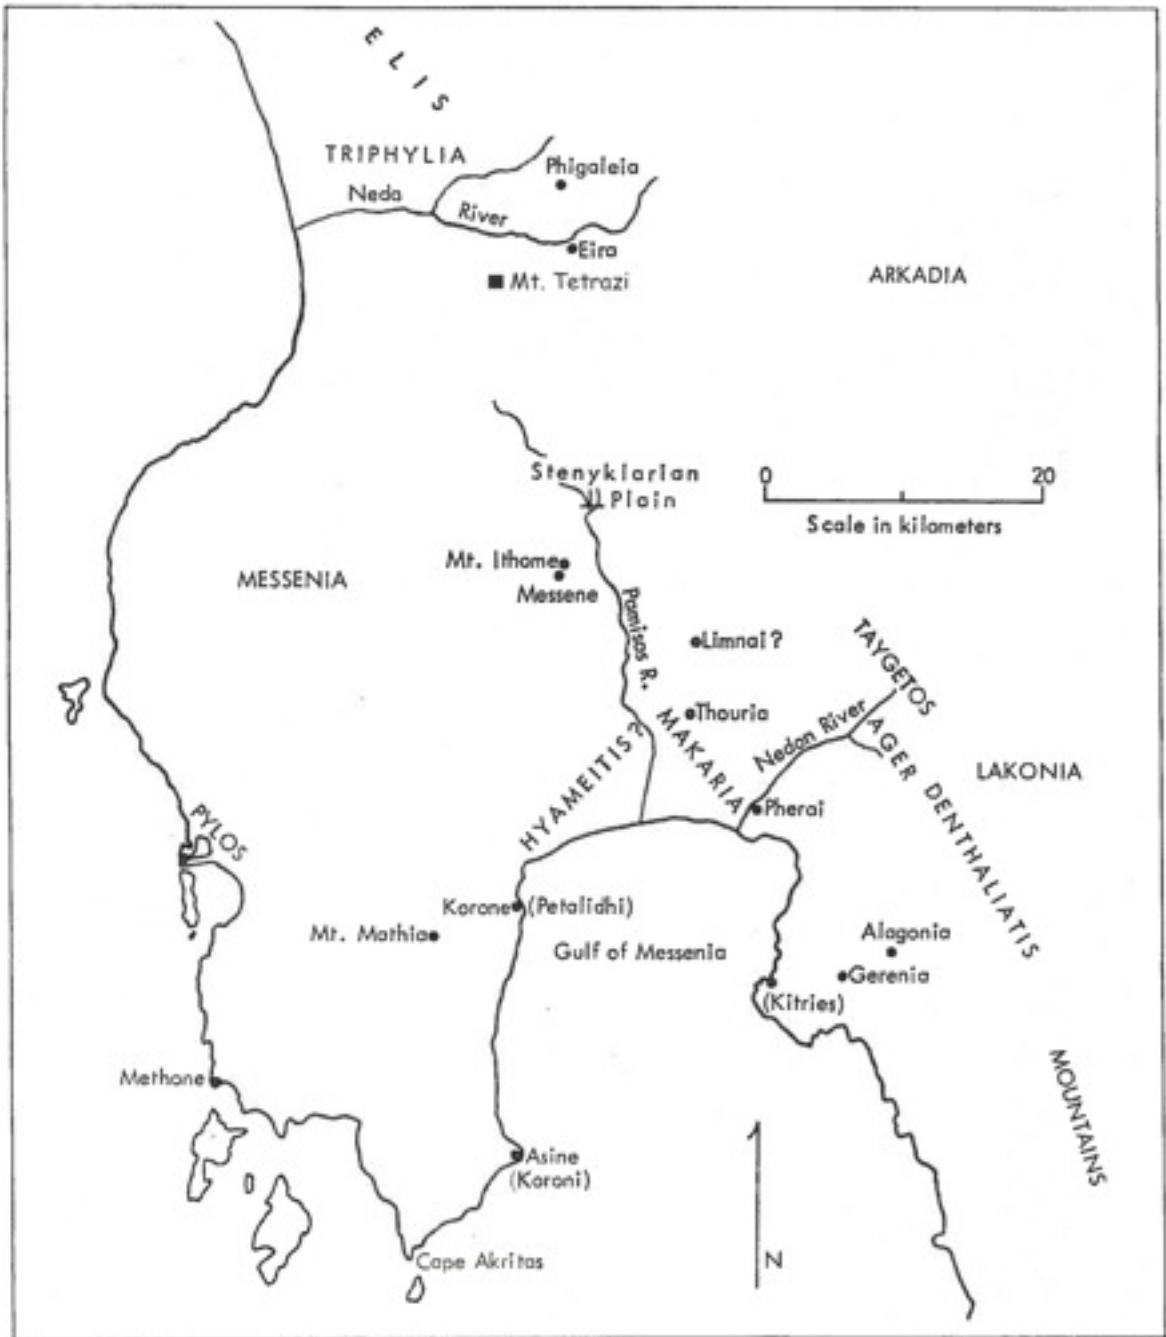 ELIS
TRIPHYLIA
Phigaleia
Neda
River
Eira
Mt. Tetrazi
ARKADIA
Stenyklarian
Plain
0 20
Scale in kilometers
Mt. Ithome
MESSENIA
Messene
Pamisos R.
Limnai?
TAYGETOS
Thouria
MAKARIA
Nedon River
AGER DENTHALIATIS
HYAMEITIS?
LAKONIA
Pherai
PYLOS
Korone (Petalidhi)
Mt. Mathia
Gulf of Messenia
Alagonia
Gerenia
(Kitries)
MOUNTAINS
Methone
Asine
(Koroni)
Cape Akritas
N